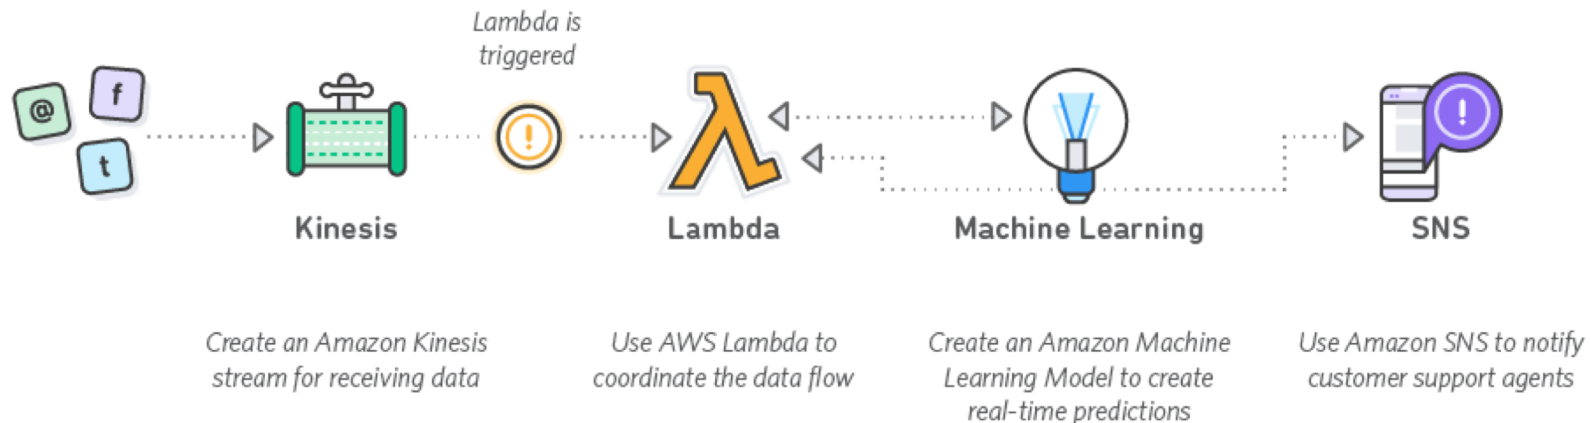 Lambda is
triggered
@
f
t
Kinesis
Lambda
Machine Learning
SNS
Create an Amazon Kinesis
stream for receiving data
Use AWS Lambda to
coordinate the data flow
Create an Amazon Machine
Learning Model to create
real-time predictions
Use Amazon SNS to notify
customer support agents